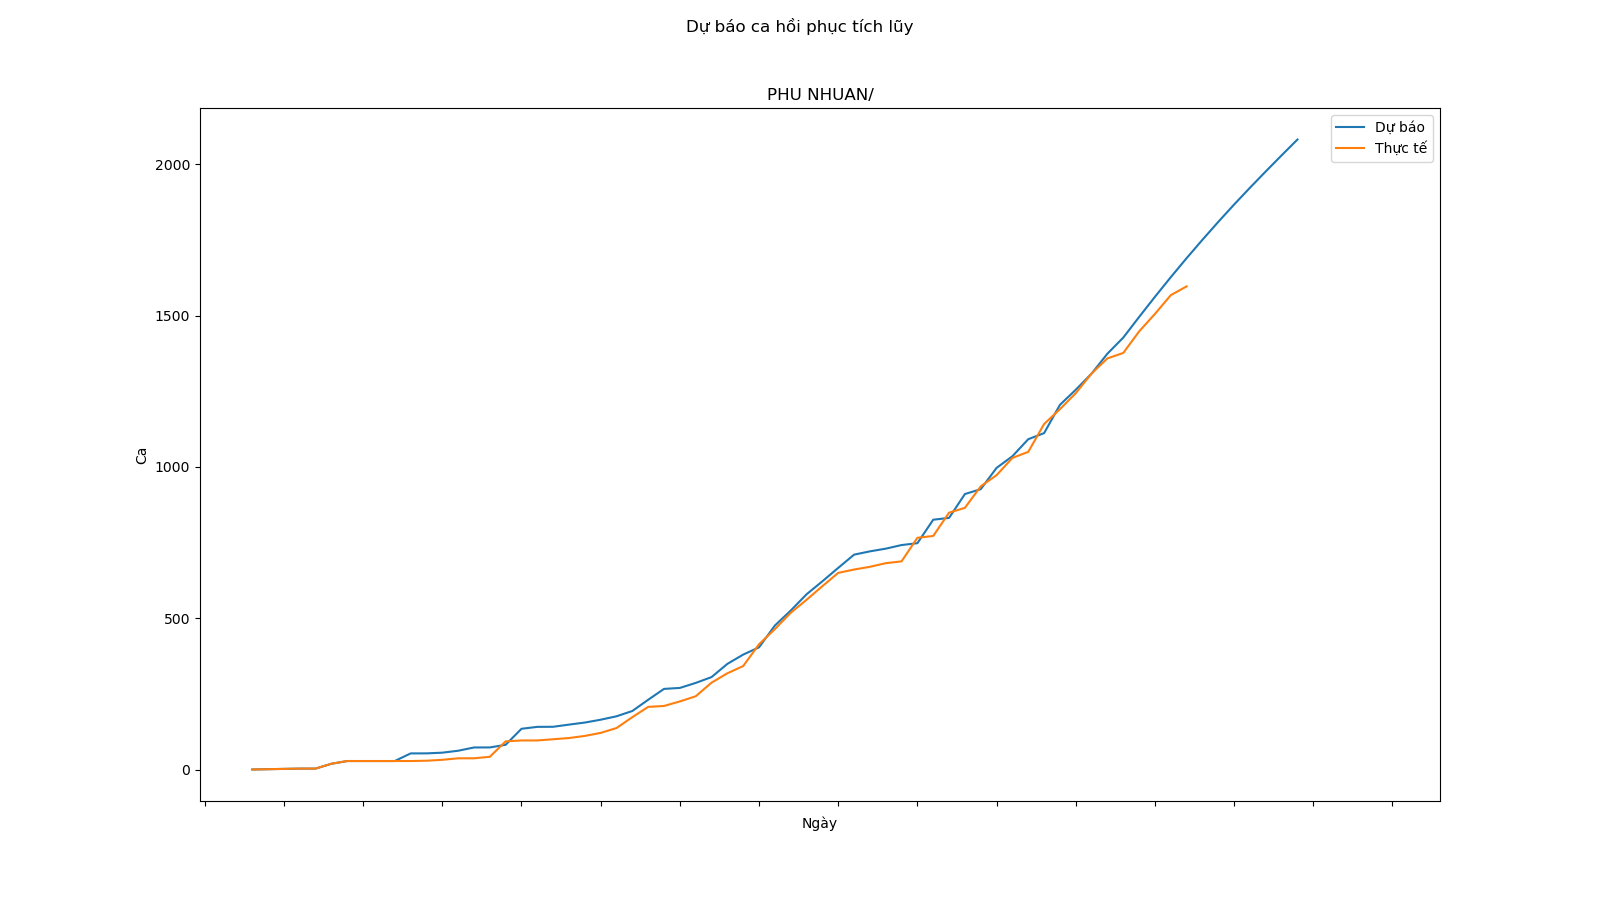 Dự báo ca hồi phục tích lũy
PHU NHUAN/
Dự báo
Thực tế
2000
1500
1000
500
0
Ca
Ngày